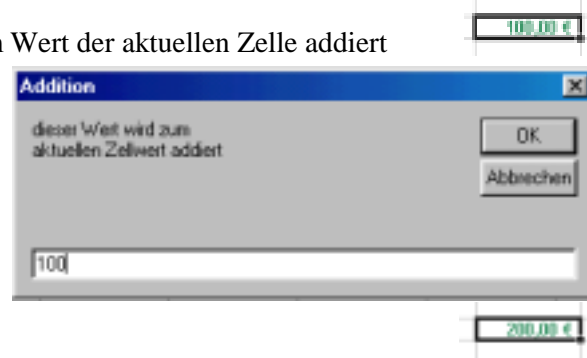 100,00 €
n Wert der aktuellen Zelle addiert
Addition
dieser Wert wird zum
aktuellen Zellwert addiert
OK
Abbrechen
100
200,00 €